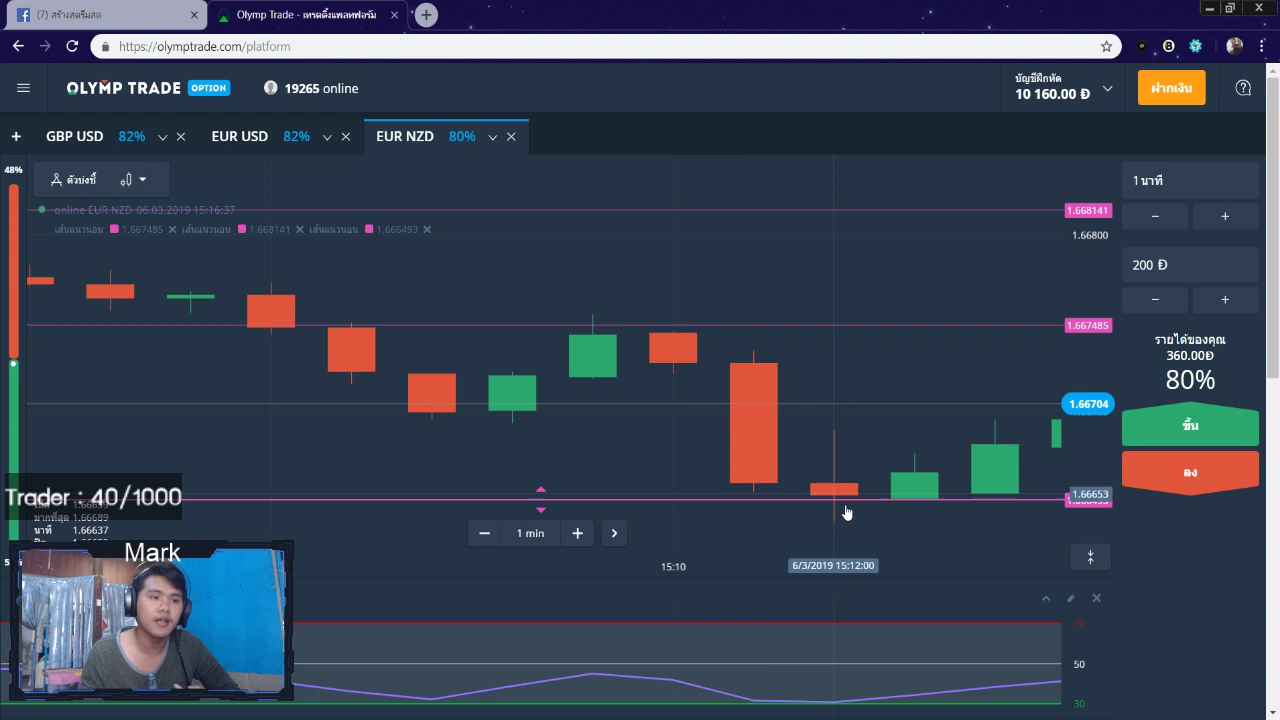 (7) สร้างสตรีมสด
Olymp Trade - เทรดดิ้งแพลทฟอร์ม
https://olymptrade.com/platform
OLYMP TRADE OPTION
19265 online
บัญชีฝึกหัด
10 160.00 Ð
ฝากเงิน
GBP USD 82%
EUR USD 82%
EUR NZD 80%
48%
ตัวบ่งชี้
online EUR NZD 06.03.2019 15:16:37
เส้นแนวนอน 1.667485 เส้นแนวนอน 1.668141 เส้นแนวนอน 1.666493
1.668141
1.66800
1.667485
1.66704
1.66653
1 นาที
200 Ð
รายได้ของคุณ
360.00Ð
80%
ขึ้น
ลง
Trader : 40/1000
มากที่สุด 1.66689
นาที 1.66637
1 min
15:10
6/3/2019 15:12:00
Mark
70
50
30